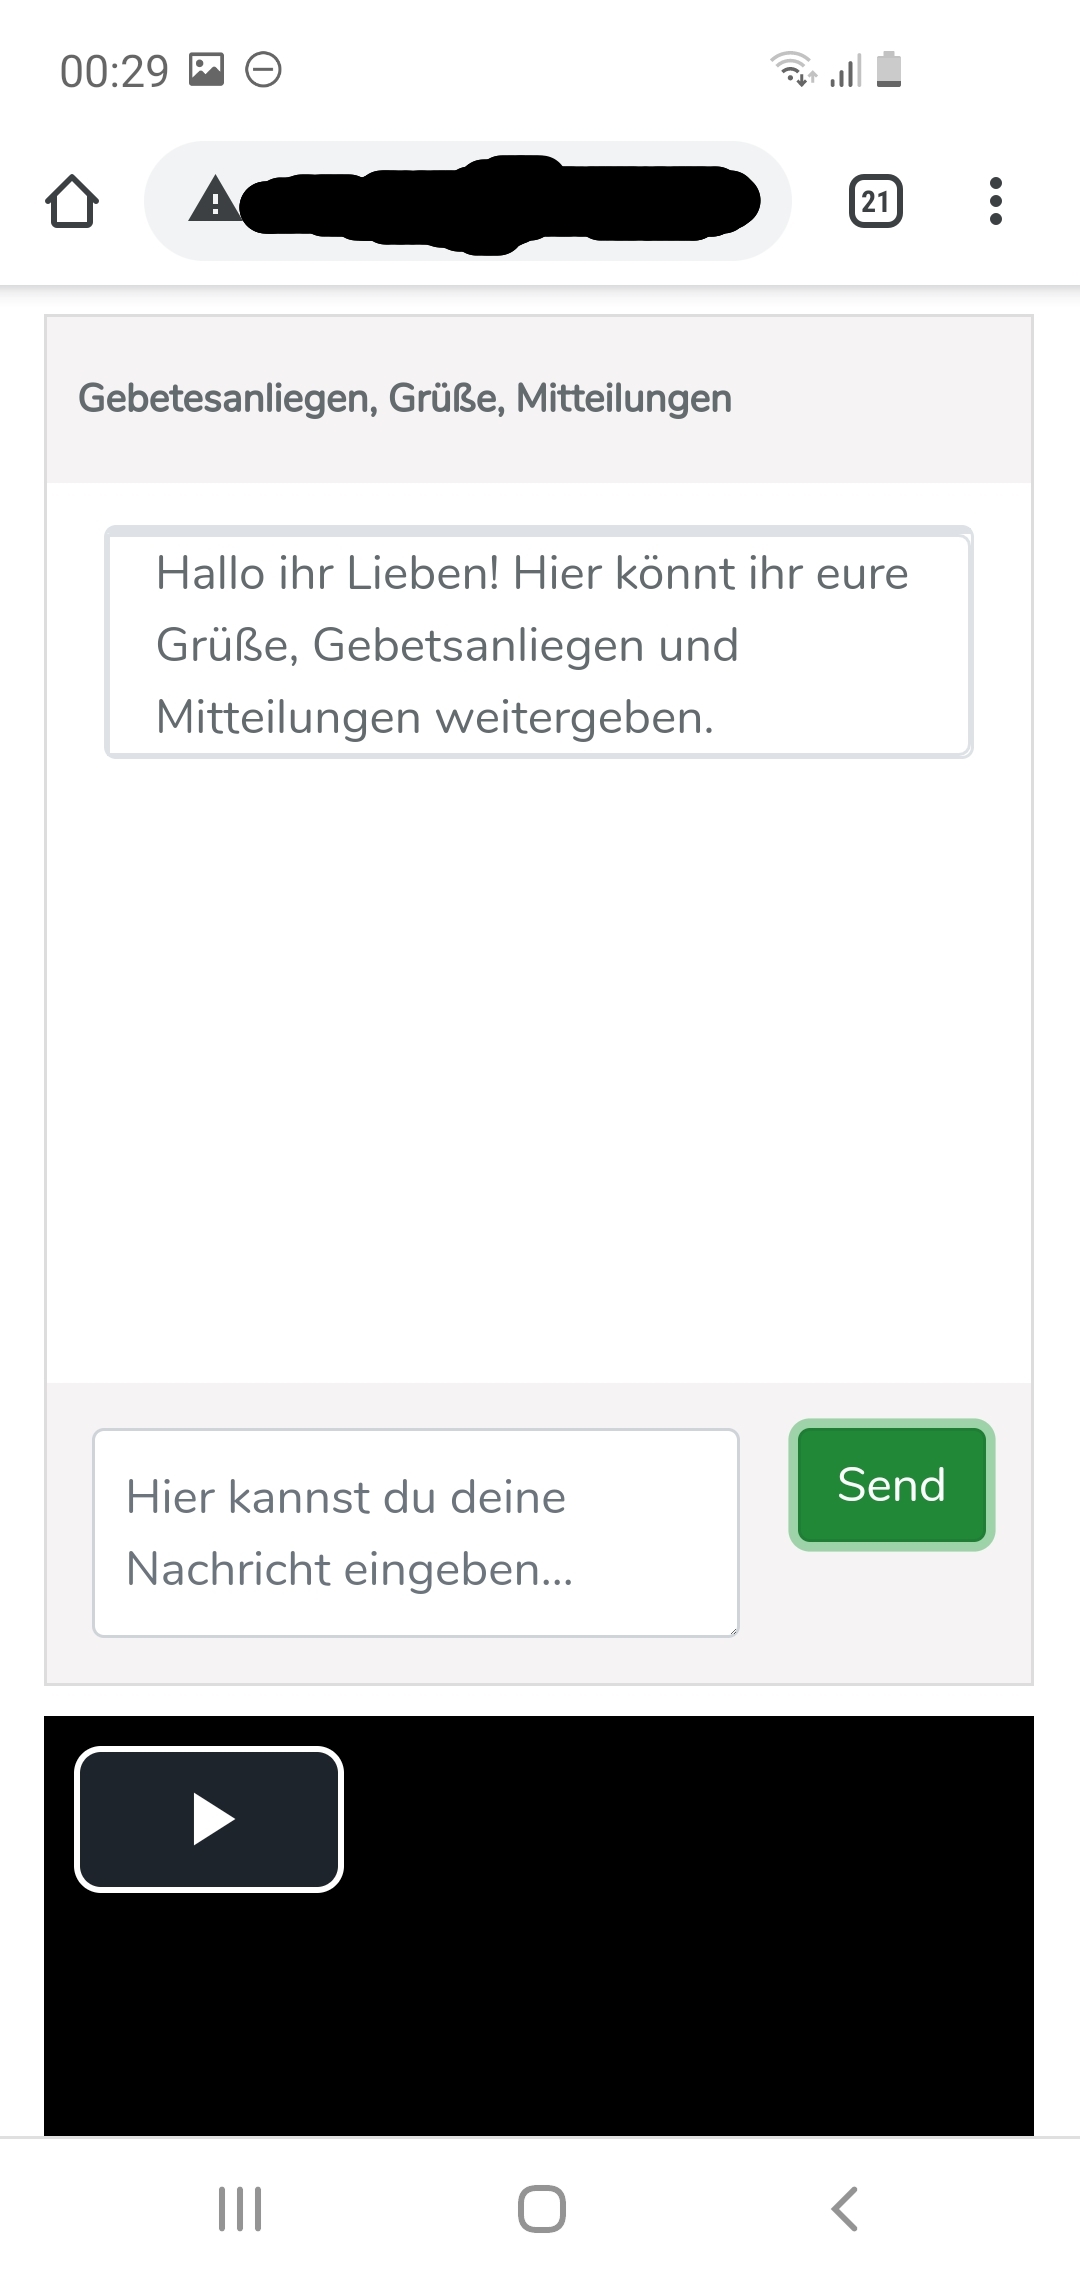 00:29
21
Gebetesanliegen, Grüße, Mitteilungen
Hallo ihr Lieben! Hier könnt ihr eure
Grüße, Gebetsanliegen und
Mitteilungen weitergeben.
Hier kannst du deine
Nachricht eingeben...
Send